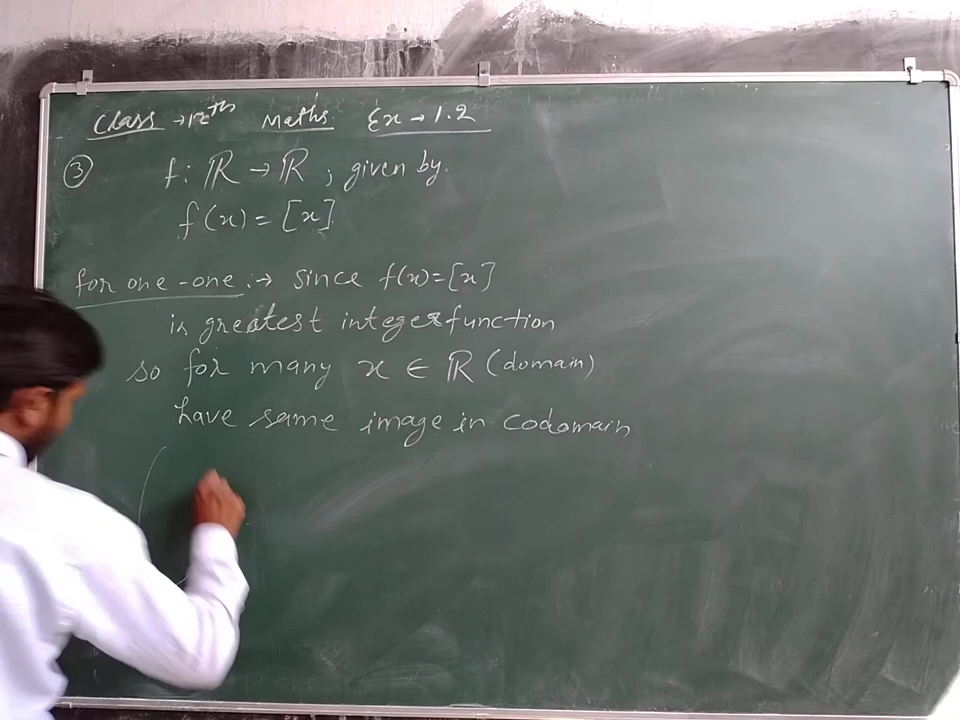 Class → 12th Maths Ex → 1.2
③ f: ℝ → ℝ ; given by.
f(x) = [x]
for one-one :→ since f(x)=[x]
is greatest integer function
so for many x ∈ ℝ (domain)
have same image in codomain